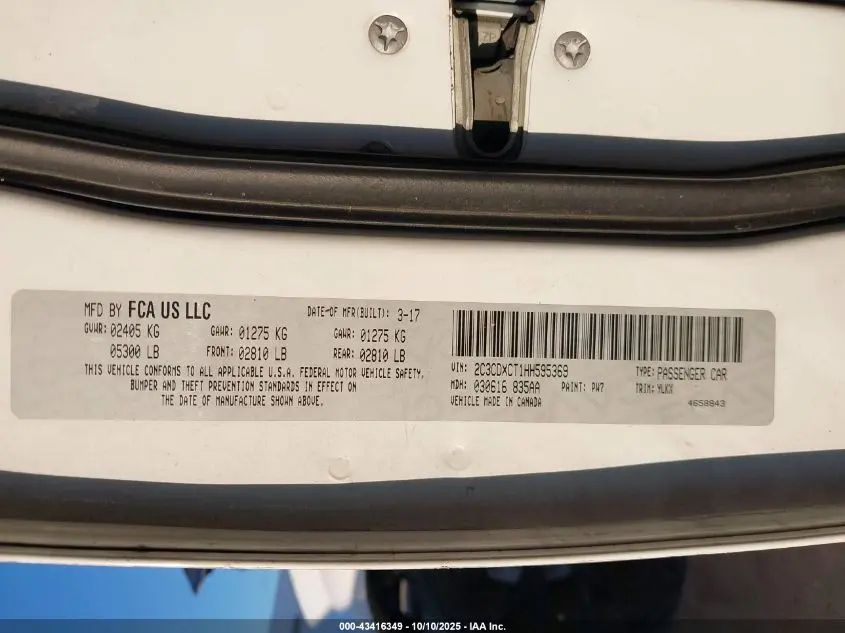 ZP
MFD BY FCA US LLC
DATE-OF MFR(BUILT): 3-17
GVWR: 02405 KG GAWR: 01275 KG GAWR: 01275 KG
05300 LB FRONT: 02810 LB REAR: 02810 LB
THIS VEHICLE CONFORMS TO ALL APPLICABLE U.S.A. FEDERAL MOTOR VEHICLE SAFETY,
BUMPER AND THEFT PREVENTION STANDARDS IN EFFECT ON
THE DATE OF MANUFACTURE SHOWN ABOVE.
VIN: 2C3CDXCT1HH595369 TYPE: PASSENGER CAR
MDH: 030616 835AA PAINT: PW7 TRIM: YLKX
VEHICLE MADE IN CANADA 4658843
000-43416349 - 10/10/2025 - IAA Inc.